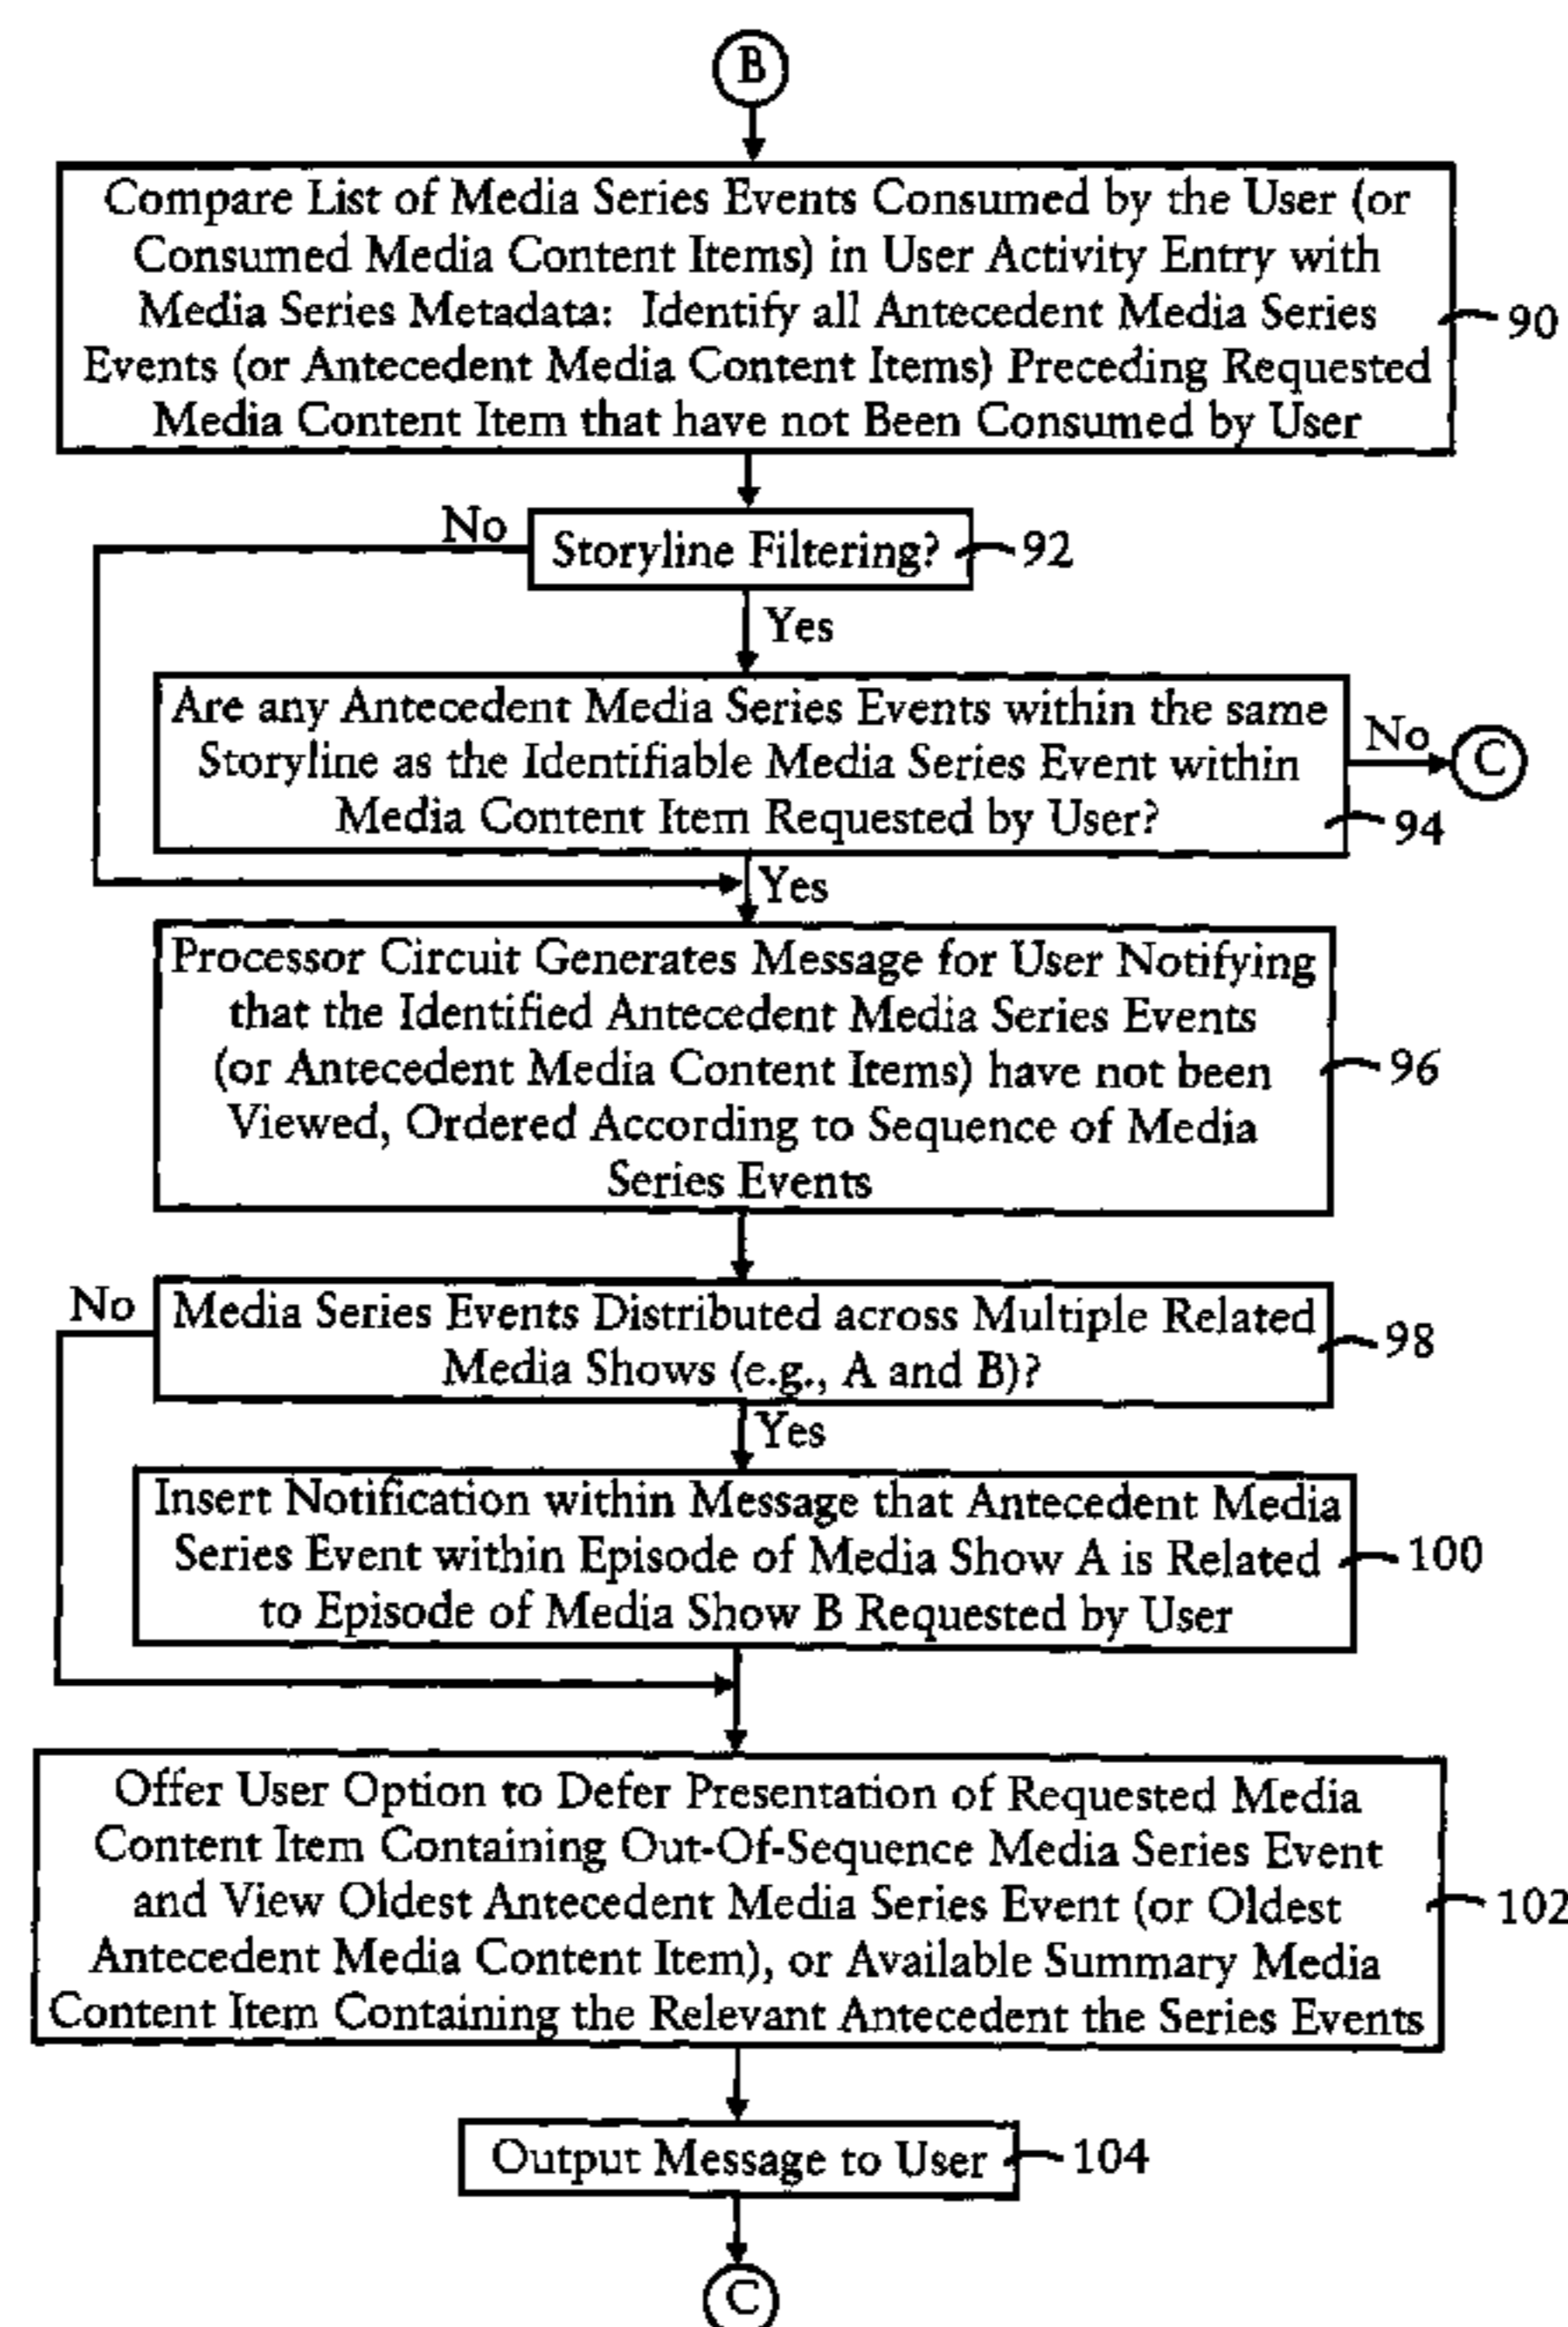 B
Compare List of Media Series Events Consumed by the User (or
Consumed Media Content Items) in User Activity Entry with
Media Series Metadata: Identify all Antecedent Media Series
Events (or Antecedent Media Content Items) Preceding Requested
Media Content Item that have not Been Consumed by User
90
No
Storyline Filtering?
92
Yes
Are any Antecedent Media Series Events within the same
Storyline as the Identifiable Media Series Event within
Media Content Item Requested by User?
No
C
94
Yes
Processor Circuit Generates Message for User Notifying
that the Identified Antecedent Media Series Events
(or Antecedent Media Content Items) have not been
Viewed, Ordered According to Sequence of Media
Series Events
96
No
Media Series Events Distributed across Multiple Related
Media Shows (e.g., A and B)?
98
Yes
Insert Notification within Message that Antecedent Media
Series Event within Episode of Media Show A is Related
to Episode of Media Show B Requested by User
100
Offer User Option to Defer Presentation of Requested Media
Content Item Containing Out-Of-Sequence Media Series Event
and View Oldest Antecedent Media Series Event (or Oldest
Antecedent Media Content Item), or Available Summary Media
Content Item Containing the Relevant Antecedent the Series Events
102
Output Message to User
104
C